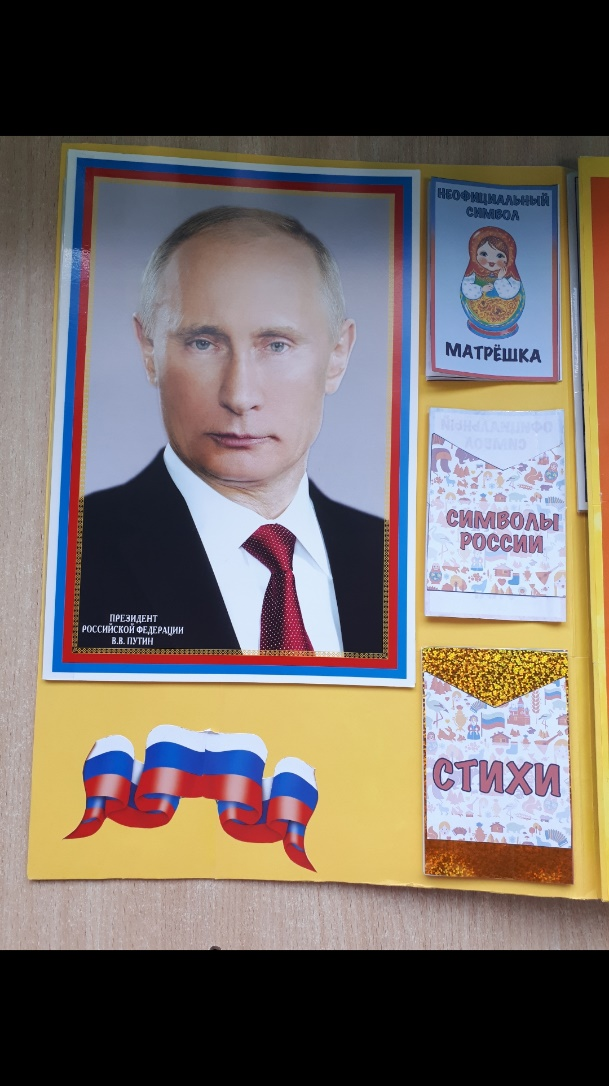 ПРЕЗИДЕНТ
РОССИЙСКОЙ ФЕДЕРАЦИИ
В.В. ПУТИН
НЕОФИЦИАЛЬНЫЙ
СИМВОЛ
МАТРЁШКА
СИМВОЛЫ
РОССИИ
СТИХИ